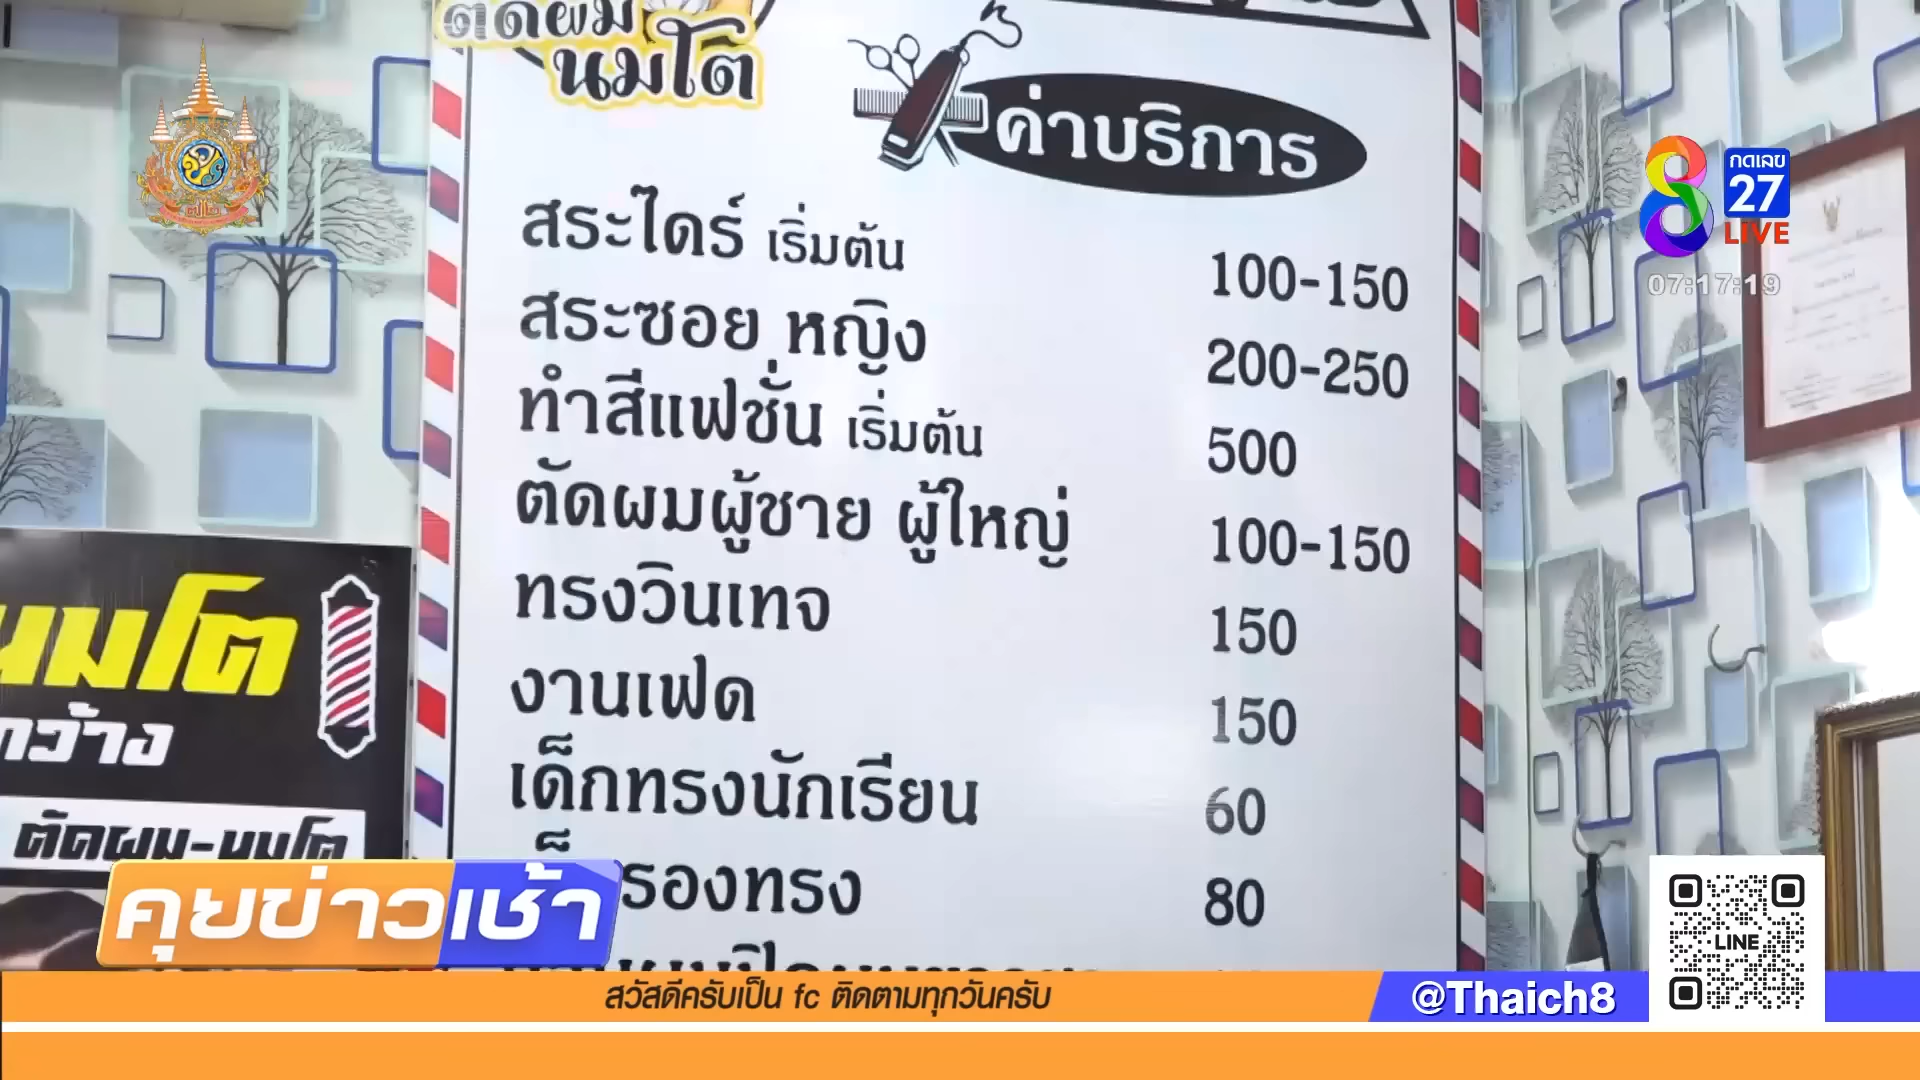 ตัดผม
นมโต
ค่าบริการ
สระไดร์ เริ่มต้น 100-150
สระซอย หญิง 200-250
ทำสีแฟชั่น เริ่มต้น 500
ตัดผมผู้ชาย ผู้ใหญ่ 100-150
ทรงวินเทจ 150
งานเฟด 150
เด็กทรงนักเรียน 60
รองทรง 80
กดเลข
27
LIVE
07:17:19
นมโต
กว้าง
ตัดผม-นมโต
คุยข่าวเช้า
สวัสดีครับเป็น fc ติดตามทุกวันครับ
@Thaich8
LINE